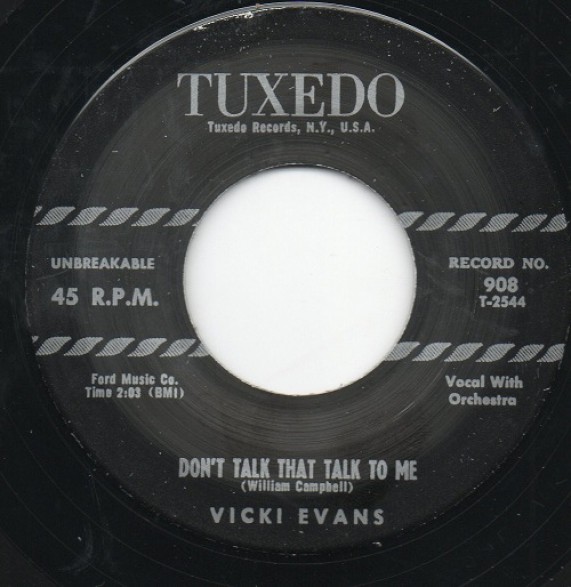 TUXEDO
Tuxedo Records, N.Y., U.S.A.
UNBREAKABLE
45 R.P.M.
RECORD NO.
908
T-2544
Ford Music Co.
Time 2:03 (BMI)
Vocal With
Orchestra
DON'T TALK THAT TALK TO ME
(William Campbell)
VICKI EVANS